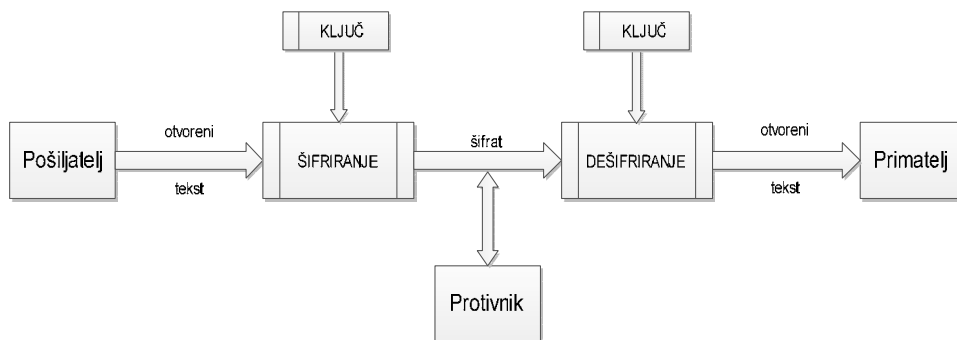 KLJUČ
KLJUČ
Pošiljatelj
otvoreni
tekst
ŠIFRIRANJE
šifrat
DEŠIFRIRANJE
otvoreni
tekst
Primatelj
Protivnik